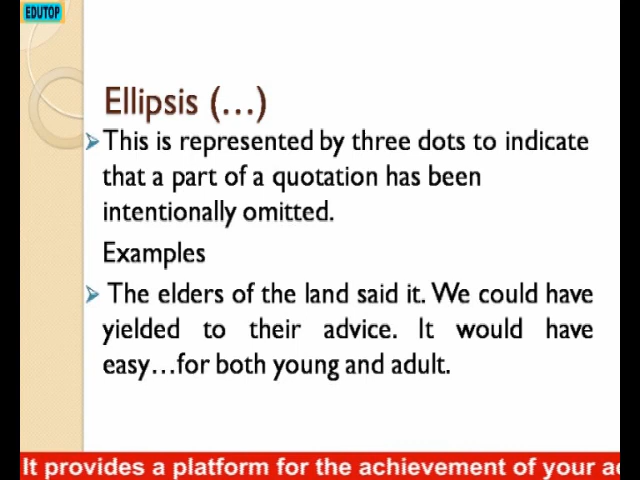 EDUTOP
Ellipsis (…)
This is represented by three dots to indicate
that a part of a quotation has been
intentionally omitted.
Examples
The elders of the land said it. We could have
yielded to their advice. It would have
easy…for both young and adult.
It provides a platform for the achievement of your